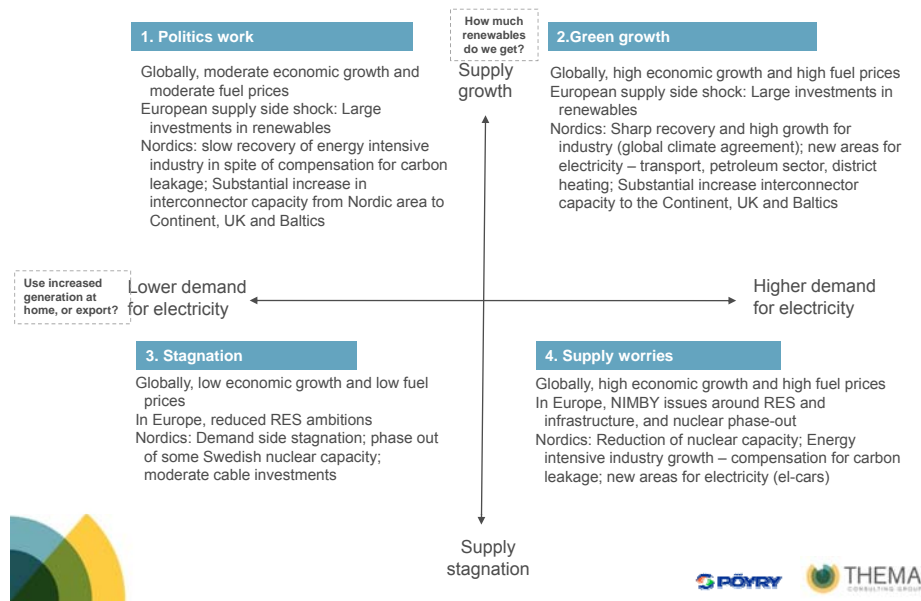 How much
renewables
do we get?
1. Politics work
Globally, moderate economic growth and
moderate fuel prices
European supply side shock: Large
investments in renewables
Nordics: slow recovery of energy intensive
industry in spite of compensation for carbon
leakage; Substantial increase in
interconnector capacity from Nordic area to
Continent, UK and Baltics
Supply
growth
2.Green growth
Globally, high economic growth and high fuel prices
European supply side shock: Large investments in
renewables
Nordics: Sharp recovery and high growth for
industry (global climate agreement); new areas for
electricity – transport, petroleum sector, district
heating; Substantial increase interconnector
capacity to the Continent, UK and Baltics
Use increased
generation at
home, or export?
Lower demand
for electricity
Higher demand
for electricity
3. Stagnation
Globally, low economic growth and low fuel
prices
In Europe, reduced RES ambitions
Nordics: Demand side stagnation; phase out
of some Swedish nuclear capacity;
moderate cable investments
4. Supply worries
Globally, high economic growth and high fuel prices
In Europe, NIMBY issues around RES and
infrastructure, and nuclear phase-out
Nordics: Reduction of nuclear capacity; Energy
intensive industry growth – compensation for carbon
leakage; new areas for electricity (el-cars)
Supply
stagnation
PÖYRY
THEMA
CONSULTING GROUP